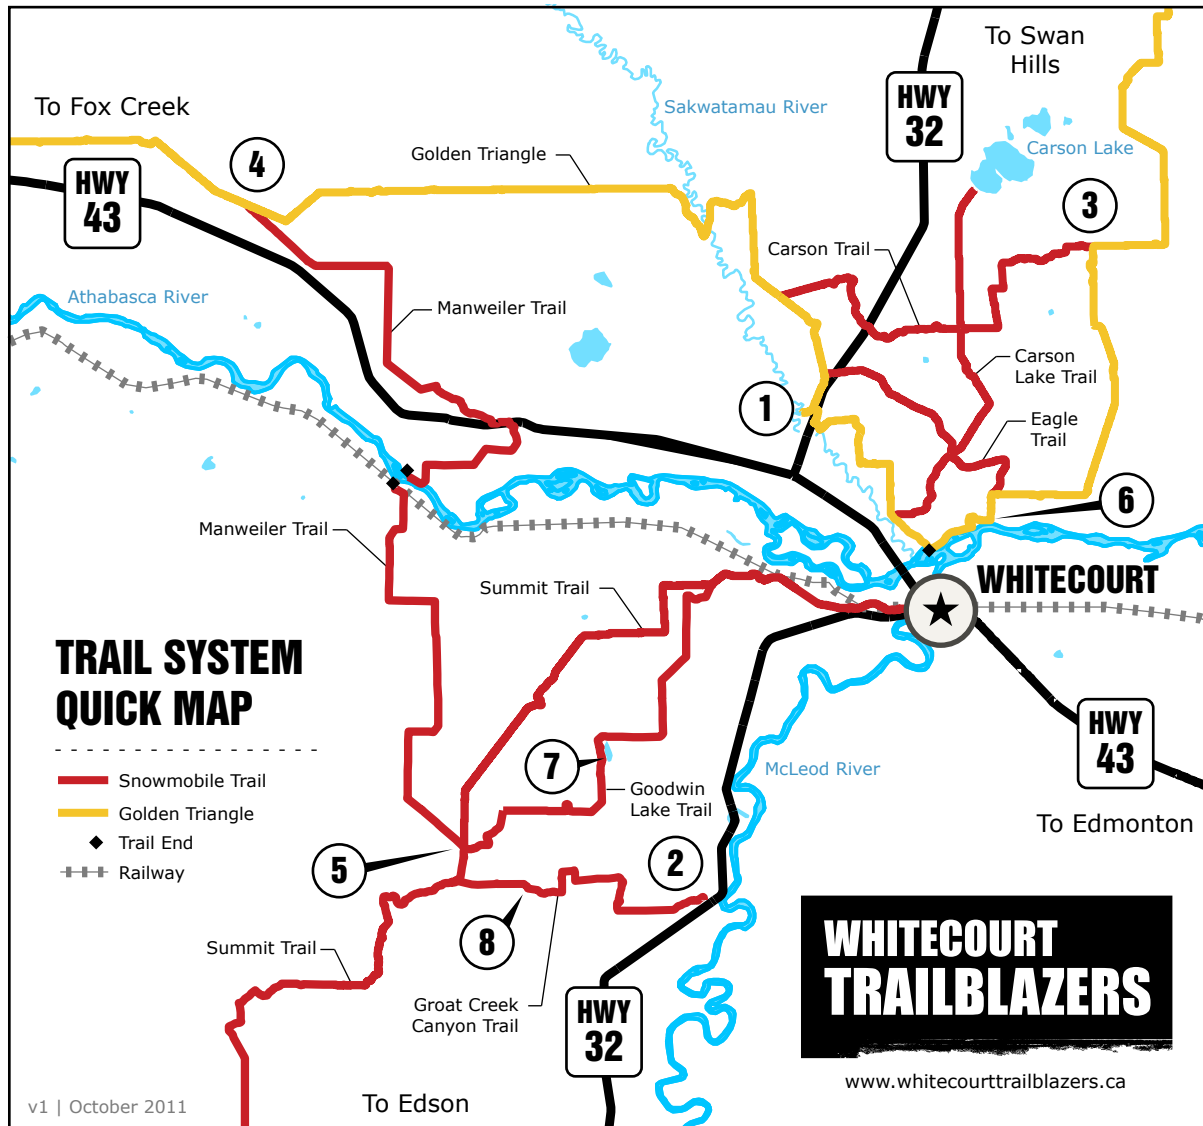 To Swan
Hills
To Fox Creek
HWY
32
Sakwatamau River
Carson Lake
4
Golden Triangle
HWY
43
3
Carson Trail
Athabasca River
Manweiler Trail
Carson
Lake Trail
1
Eagle
Trail
6
Manweiler Trail
Summit Trail
WHITECOURT
TRAIL SYSTEM
QUICK MAP
Snowmobile Trail
Golden Triangle
Trail End
Railway
HWY
43
7
McLeod River
Goodwin
Lake Trail
To Edmonton
2
5
8
Summit Trail
Groat Creek
Canyon Trail
HWY
32
WHITECOURT
TRAILBLAZERS
www.whitecourttrailblazers.ca
To Edson
v1 | October 2011